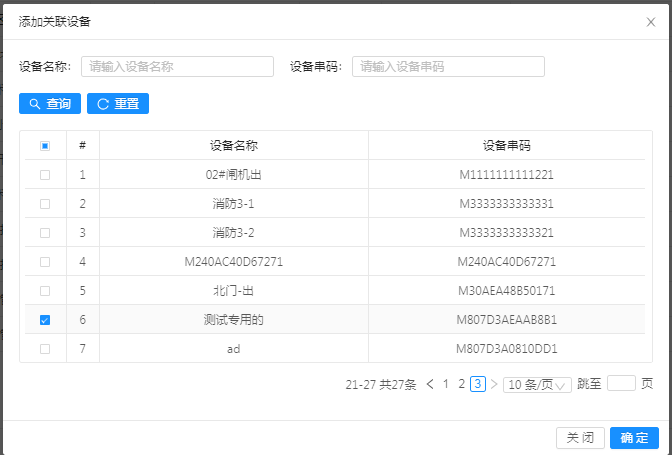 添加关联设备
设备名称: 请输入设备名称 设备串码: 请输入设备串码
查询 重置
# 设备名称 设备串码
1 02#闸机出 M1111111111221
2 消防3-1 M3333333333331
3 消防3-2 M3333333333321
4 M240AC40D67271 M240AC40D67271
5 北门-出 M30AEA48B50171
6 测试专用的 M807D3AEAAB8B1
7 ad M807D3A0810DD1
21-27 共27条 < 1 2 3 > 10 条/页 跳至 页
关 闭 确 定